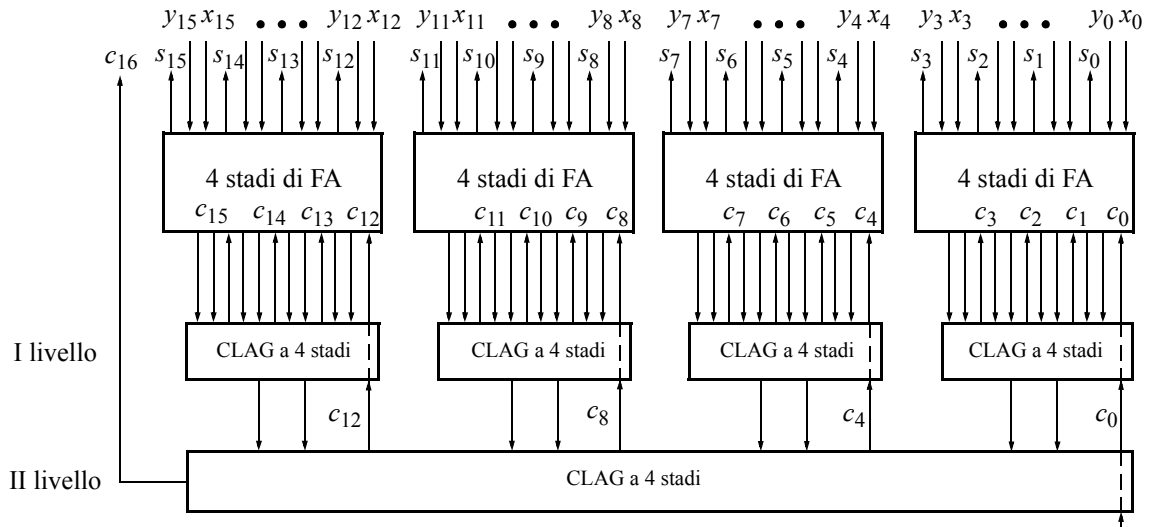 y15 x15 • • • y12 x12 y11 x11 • • • y8 x8 y7 x7 • • • y4 x4 y3 x3 • • • y0 x0
c16 s15 s14 s13 s12 s11 s10 s9 s8 s7 s6 s5 s4 s3 s2 s1 s0
4 stadi di FA 4 stadi di FA 4 stadi di FA 4 stadi di FA
c15 c14 c13 c12 c11 c10 c9 c8 c7 c6 c5 c4 c3 c2 c1 c0
I livello CLAG a 4 stadi CLAG a 4 stadi CLAG a 4 stadi CLAG a 4 stadi
c12 c8 c4 c0
II livello CLAG a 4 stadi